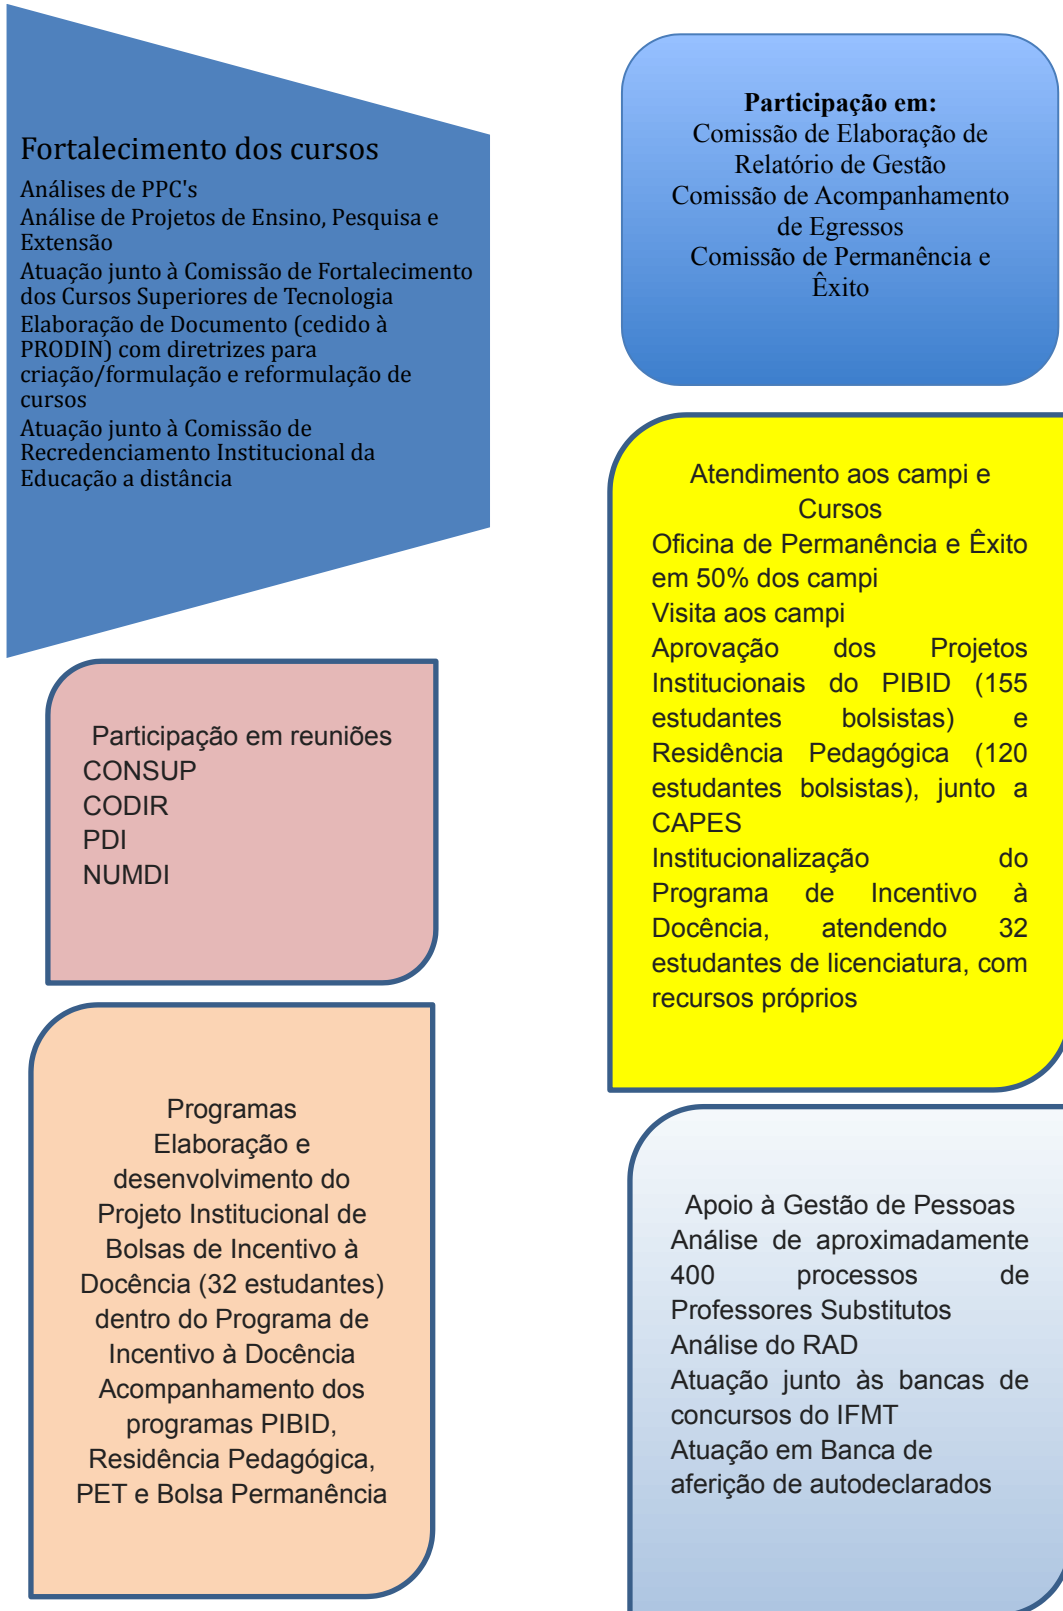 Fortalecimento dos cursos
Análises de PPC's
Análise de Projetos de Ensino, Pesquisa e
Extensão
Atuação junto à Comissão de Fortalecimento
dos Cursos Superiores de Tecnologia
Elaboração de Documento (cedido à
PRODIN) com diretrizes para
criação/formulação e reformulação de
cursos
Atuação junto à Comissão de
Recredenciamento Institucional da
Educação a distância
Participação em:
Comissão de Elaboração de
Relatório de Gestão
Comissão de Acompanhamento
de Egressos
Comissão de Permanência e
Êxito
Atendimento aos campi e
Cursos
Oficina de Permanência e Êxito
em 50% dos campi
Visita aos campi
Aprovação dos Projetos
Institucionais do PIBID (155
estudantes bolsistas) e
Residência Pedagógica (120
estudantes bolsistas), junto a
CAPES
Institucionalização do
Programa de Incentivo à
Docência, atendendo 32
estudantes de licenciatura, com
recursos próprios
Participação em reuniões
CONSUP
CODIR
PDI
NUMDI
Programas
Elaboração e
desenvolvimento do
Projeto Institucional de
Bolsas de Incentivo à
Docência (32 estudantes)
dentro do Programa de
Incentivo à Docência
Acompanhamento dos
programas PIBID,
Residência Pedagógica,
PET e Bolsa Permanência
Apoio à Gestão de Pessoas
Análise de aproximadamente
400 processos de
Professores Substitutos
Análise do RAD
Atuação junto às bancas de
concursos do IFMT
Atuação em Banca de
aferição de autodeclarados